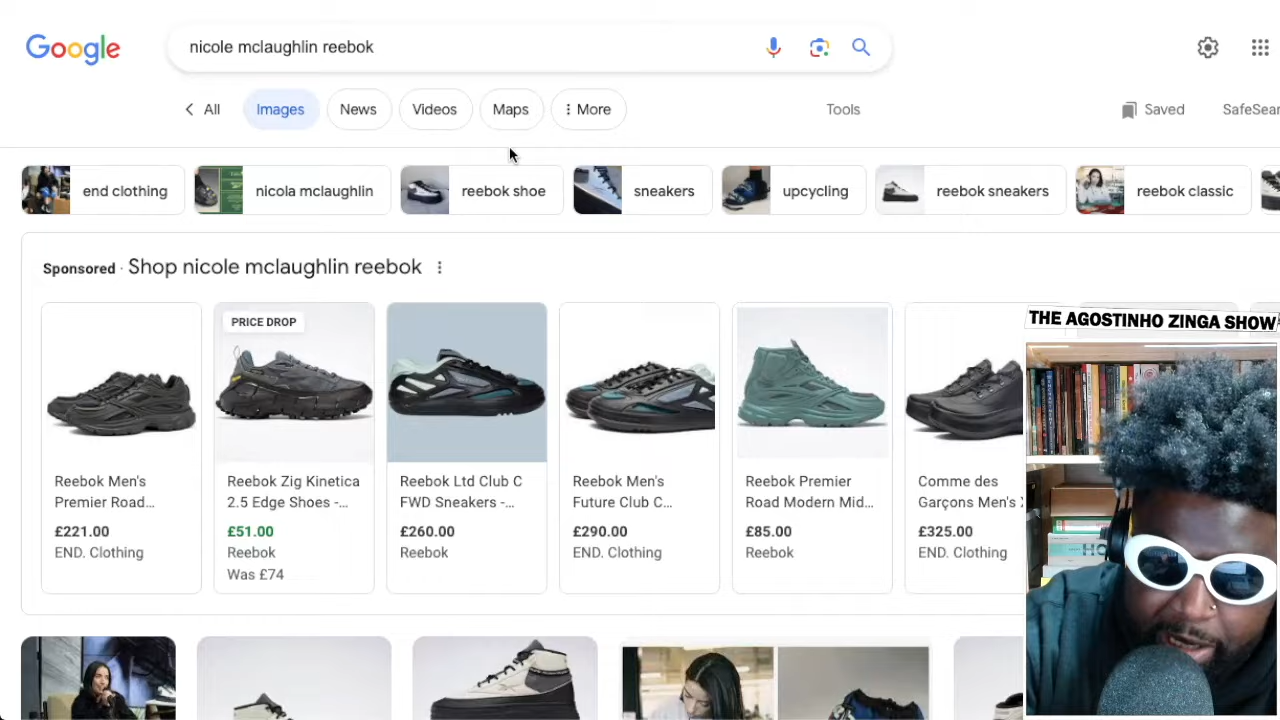 Google
nicole mclaughlin reebok
All
Images
News
Videos
Maps
More
Tools
Saved
SafeSear
end clothing
nicola mclaughlin
reebok shoe
sneakers
upcycling
reebok sneakers
reebok classic
Sponsored · Shop nicole mclaughlin reebok
PRICE DROP
Reebok Men's
Premier Road...
£221.00
END. Clothing
Reebok Zig Kinetica
2.5 Edge Shoes -...
£51.00
Reebok
Was £74
Reebok Ltd Club C
FWD Sneakers -...
£260.00
Reebok
Reebok Men's
Future Club C...
£290.00
END. Clothing
Reebok Premier
Road Modern Mid...
£85.00
Reebok
Comme des
Garçons Men's
£325.00
END. Clothing
THE AGOSTINHO ZINGA SHOW